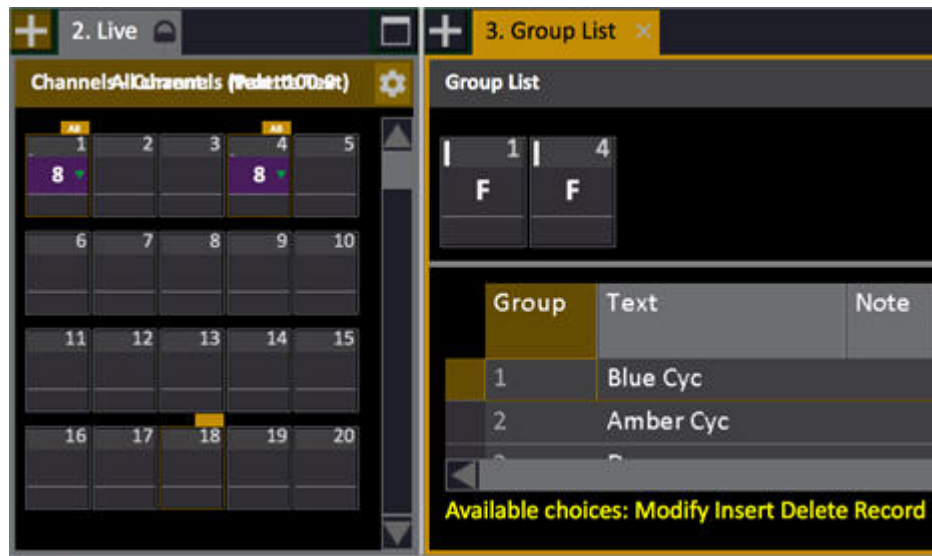 2. Live
Channels
1 2 3 4 5
8 8
6 7 8 9 10
11 12 13 14 15
16 17 18 19 20
3. Group List
Group List
1 4
F F
Group Text Note
1 Blue Cyc
2 Amber Cyc
Available choices: Modify Insert Delete Record